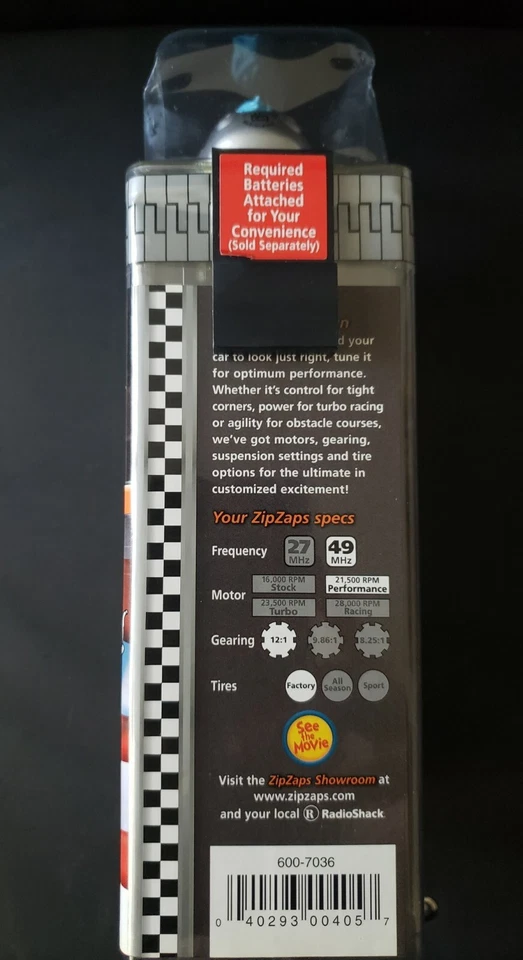 Required
Batteries
Attached
for Your
Convenience
(Sold Separately)
your
car to look just right, tune it
for optimum performance.
Whether it's control for tight
corners, power for turbo racing
or agility for obstacle courses,
we've got motors, gearing,
suspension settings and tire
options for the ultimate in
customized excitement!
Your ZipZaps specs
Frequency 27 MHz 49 MHz
Motor 16,000 RPM Stock 21,500 RPM Performance
23,500 RPM Turbo 28,000 RPM Racing
Gearing 12:1 9.86:1 8.25:1
Tires Factory All Season Sport
See
the
Movie
Visit the ZipZaps Showroom at
www.zipzaps.com
and your local R RadioShack
600-7036
0 40293 00405 7